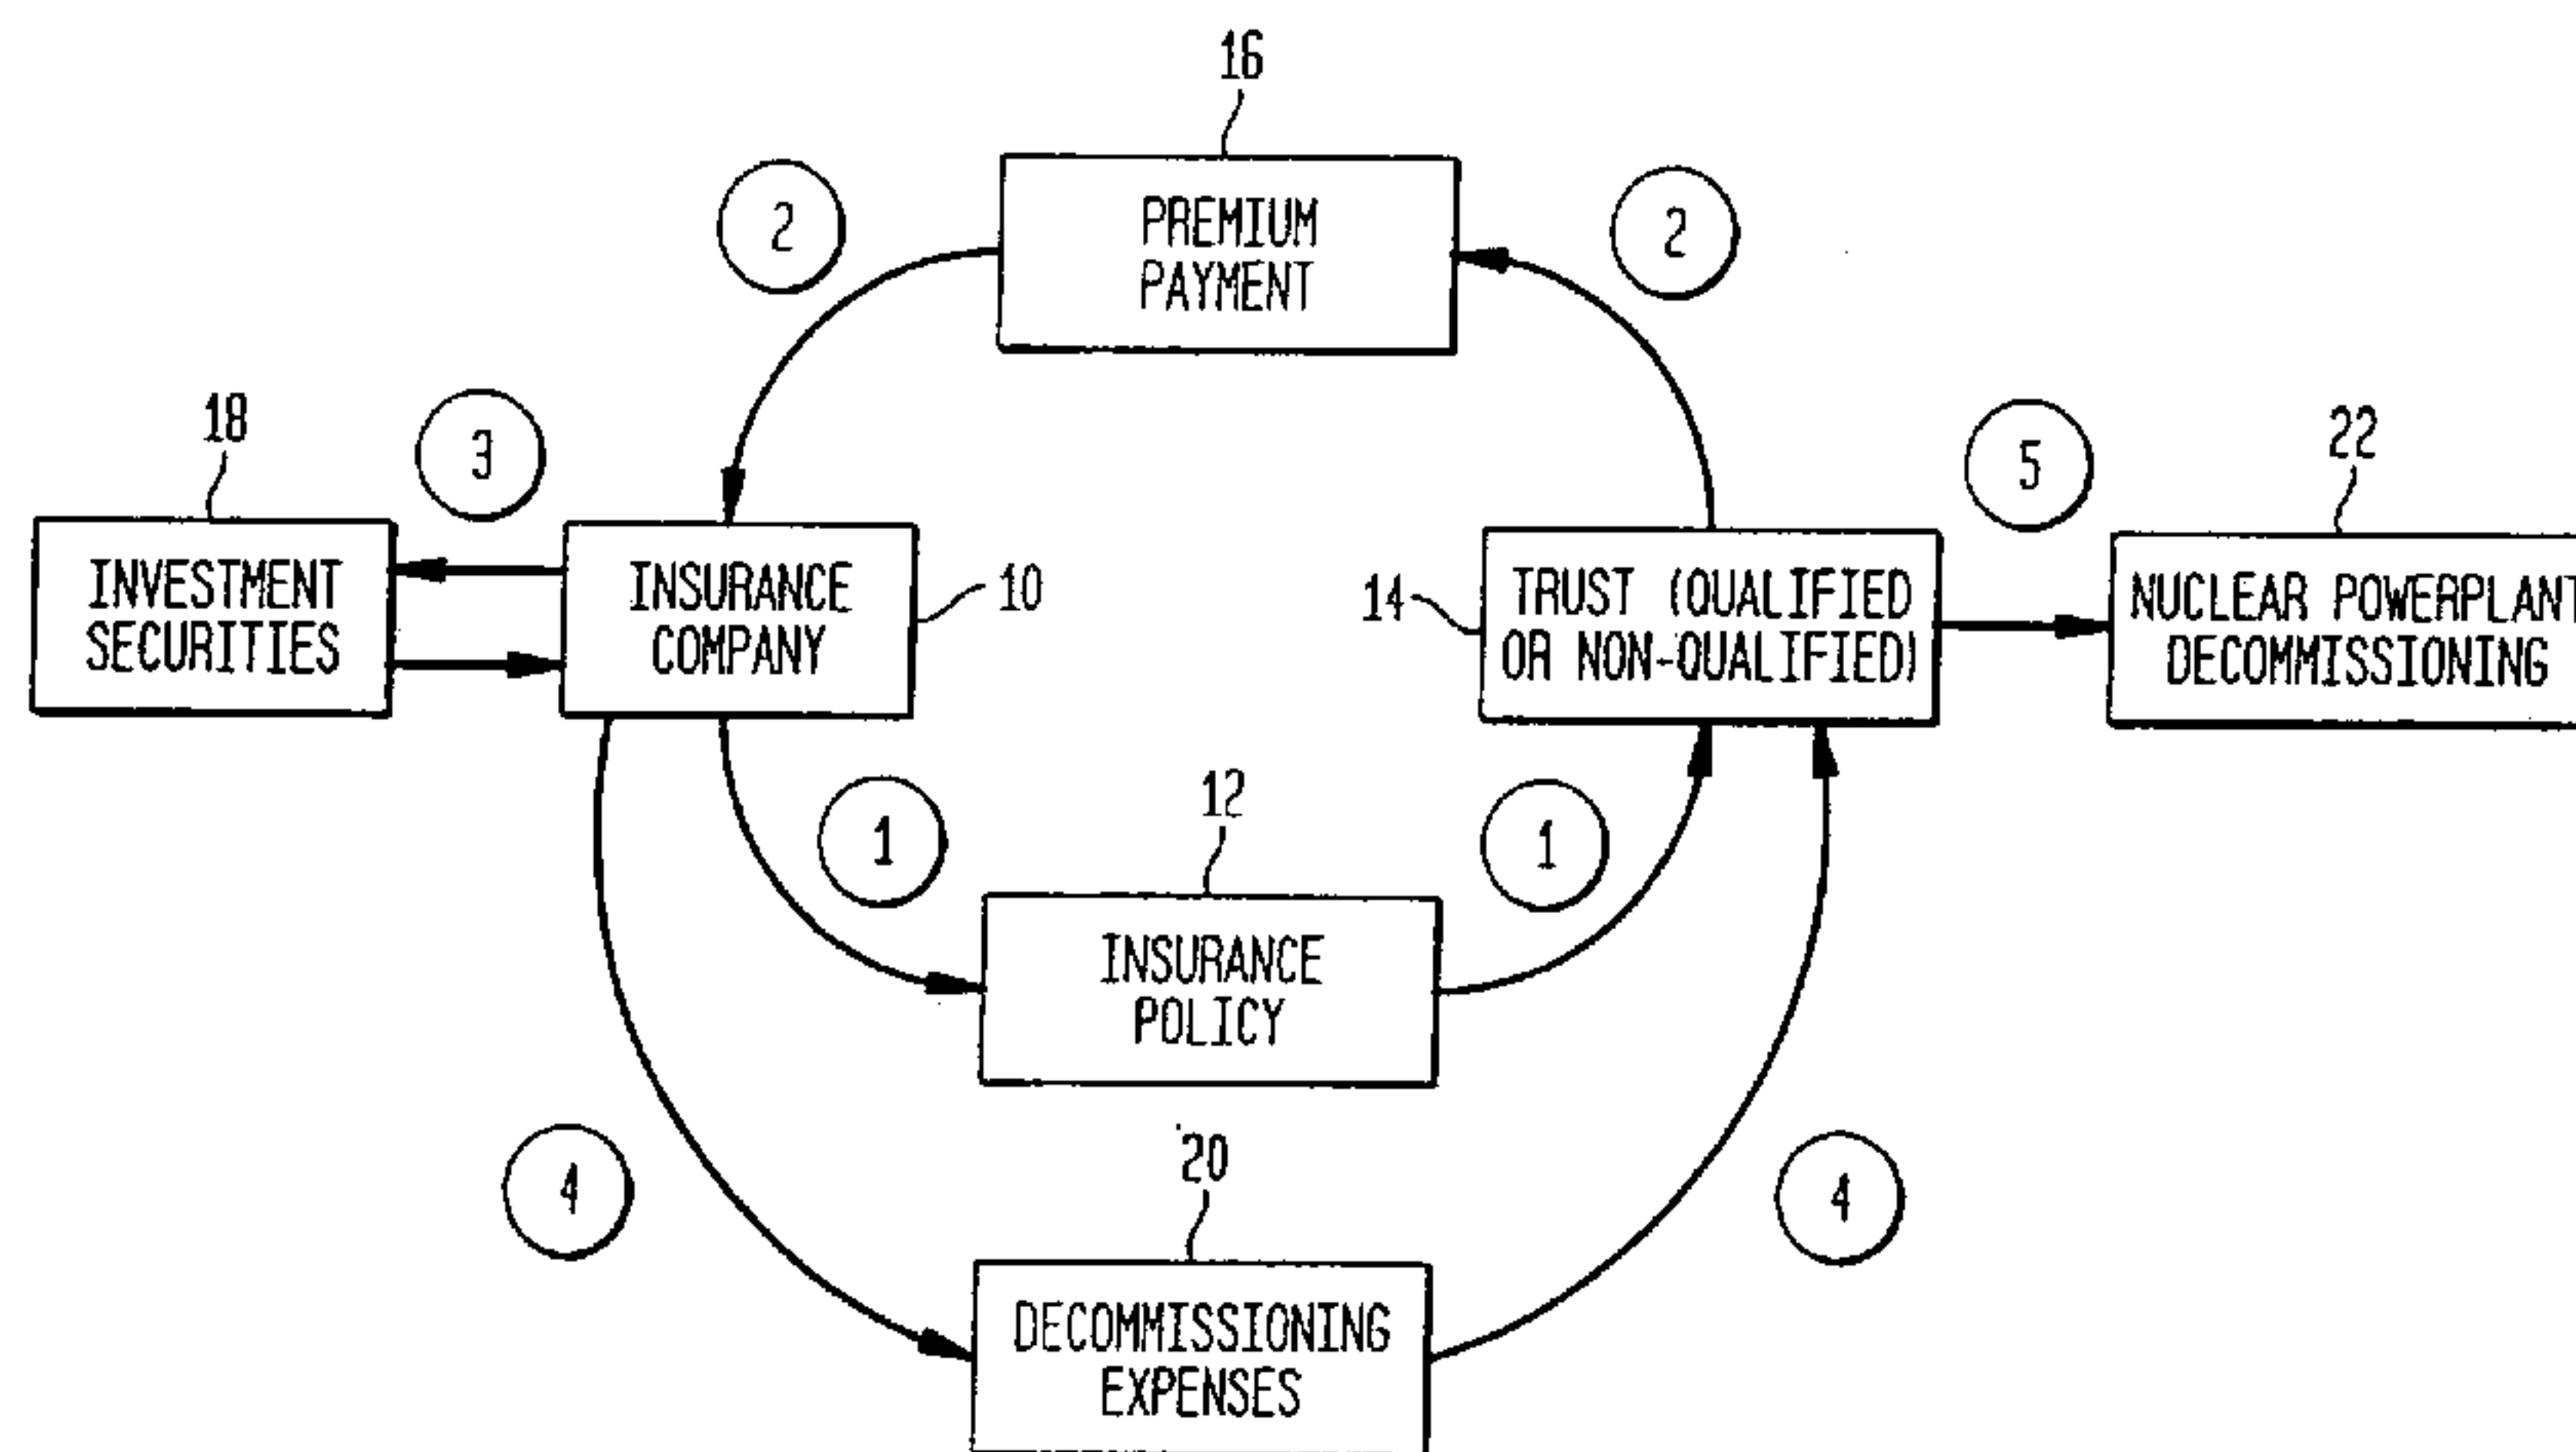 16
2
PREMIUM
PAYMENT
2
18
3
INVESTMENT
SECURITIES
INSURANCE
COMPANY
10
14
TRUST (QUALIFIED
OR NON-QUALIFIED)
5
22
NUCLEAR POWERPLANT
DECOMMISSIONING
1
12
1
INSURANCE
POLICY
4
20
4
DECOMMISSIONING
EXPENSES